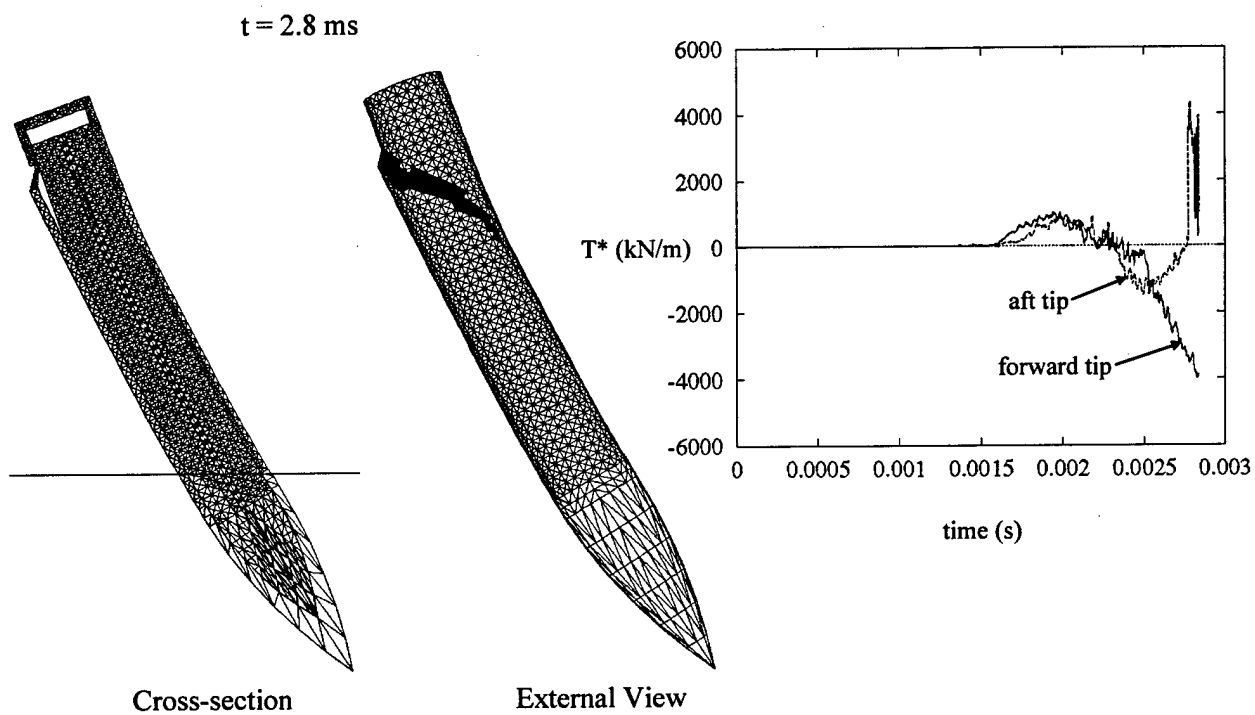 t = 2.8 ms
6000
4000
2000
T* (kN/m)
0
aft tip
-2000
forward tip
-4000
-6000
0 0.0005 0.001 0.0015 0.002 0.0025 0.003
time (s)
Cross-section
External View